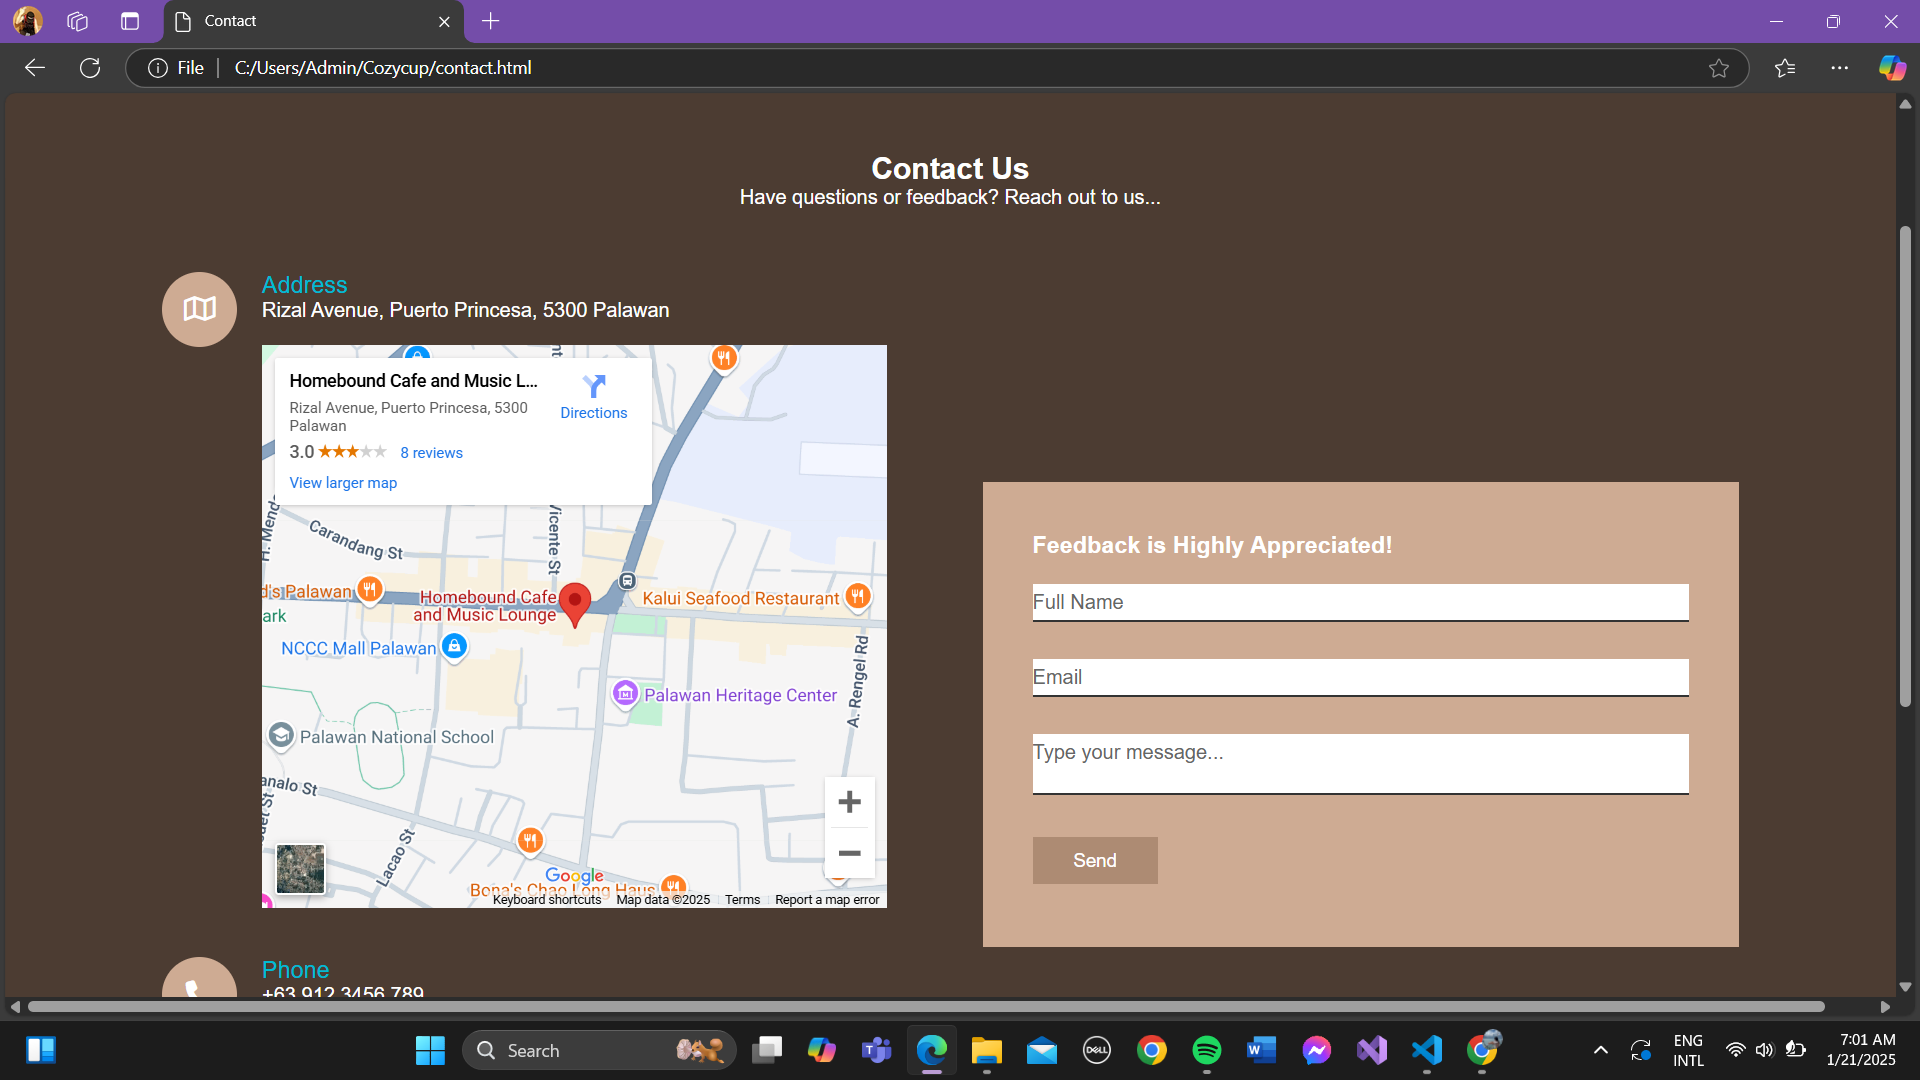 Contact
File
C:/Users/Admin/Cozycup/contact.html
Contact Us
Have questions or feedback? Reach out to us...
Address
Rizal Avenue, Puerto Princesa, 5300 Palawan
Homebound Cafe and Music L...
Rizal Avenue, Puerto Princesa, 5300
Palawan
Directions
3.0
8 reviews
View larger map
Carandang St
Vicente St
d's Palawan
ark
Homebound Cafe
and Music Lounge
Kalui Seafood Restaurant
NCCC Mall Palawan
Palawan Heritage Center
A. Rengel Rd
Palawan National School
analo St
Lacao St
Google
Bona's Chao Long Haus
Keyboard shortcuts
Map data ©2025
Terms
Report a map error
Feedback is Highly Appreciated!
Full Name
Email
Type your message...
Send
Phone
+63 912 3456 789
Search
DELL
ENG
INTL
7:01 AM
1/21/2025